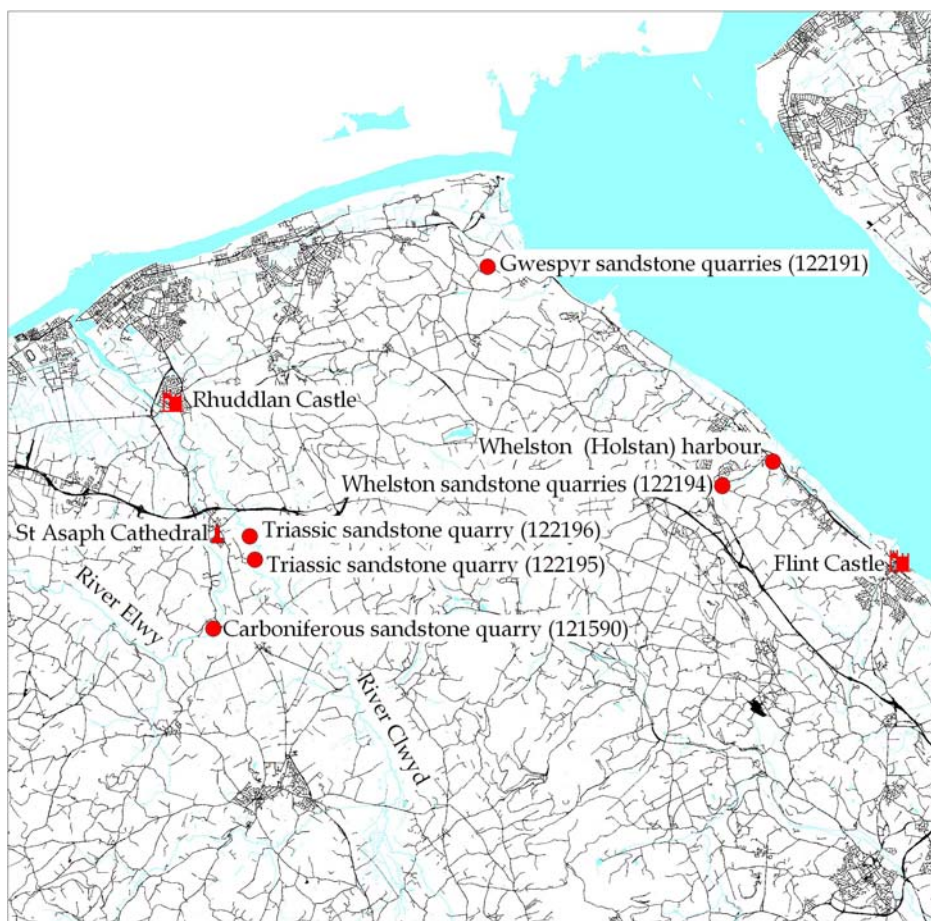 Gwespyr sandstone quarries (122191)
Rhuddlan Castle
Whelston (Holstan) harbour
Whelston sandstone quarries (122194)
St Asaph Cathedral
Triassic sandstone quarry (122196)
Triassic sandstone quarry (122195)
Flint Castle
River Elwy
Carboniferous sandstone quarry (121590)
River Clwyd